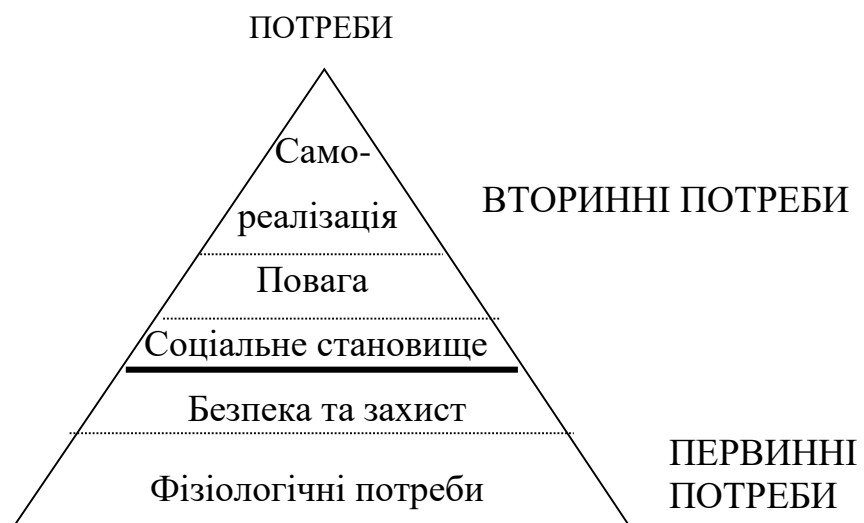 ПОТРЕБИ
Само-
реалізація
ВТОРИННІ ПОТРЕБИ
Повага
Соціальне становище
Безпека та захист
Фізіологічні потреби
ПЕРВИННІ
ПОТРЕБИ